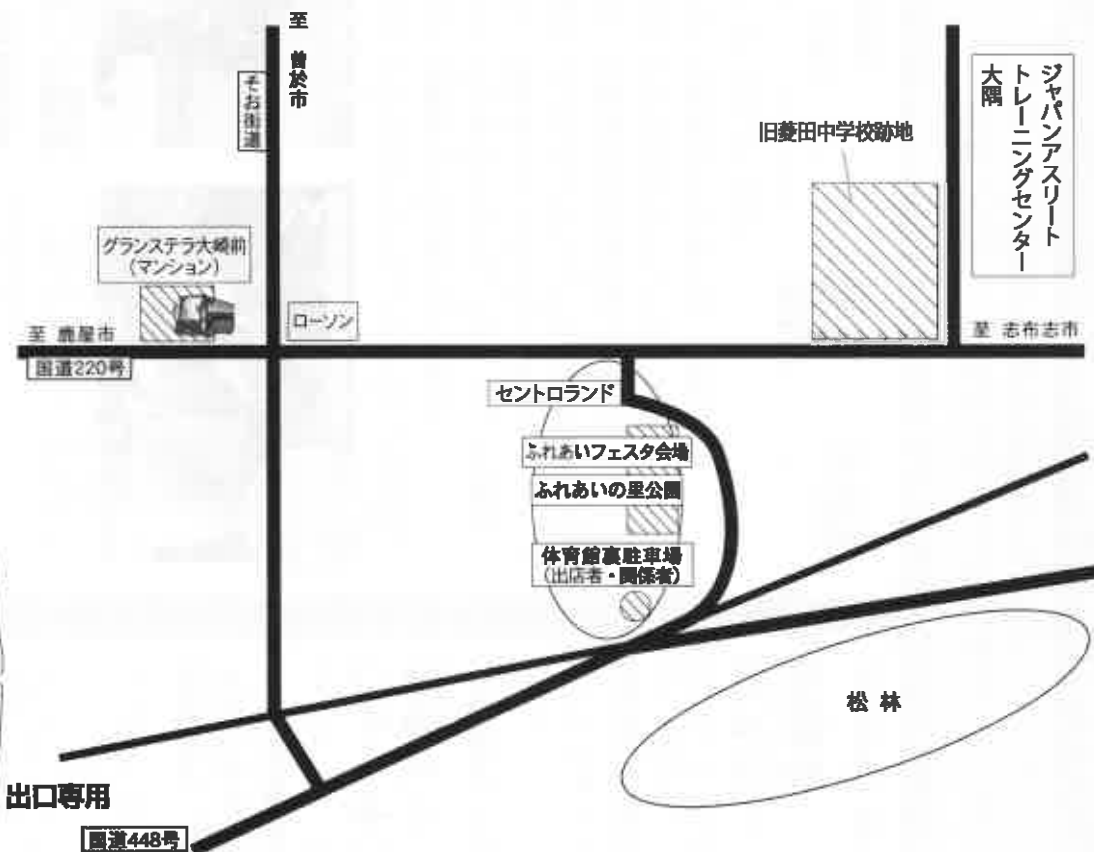 至 曽於市
そお街道
ジャパンアスリート
トレーニングセンター
大隅
旧菱田中学校跡地
グランステラ大崎前
(マンション)
ローソン
至 鹿屋市
国道220号
至 志布志市
セントロランド
ふれあいフェスタ会場
ふれあいの里公園
体育館裏駐車場
(出店者・関係者)
松林
出口専用
国道448号